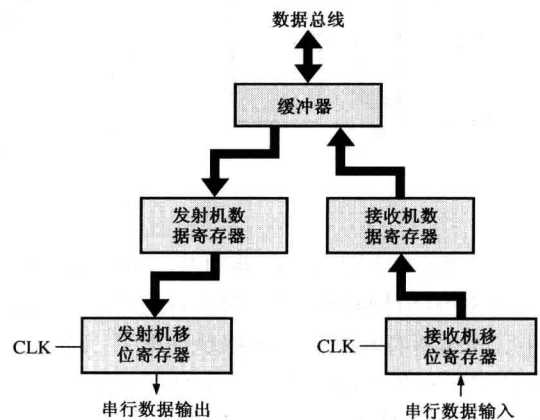 数据总线
缓冲器
发射机数
据寄存器
接收机数
据寄存器
CLK
发射机移
位寄存器
CLK
接收机移
位寄存器
串行数据输出
串行数据输入